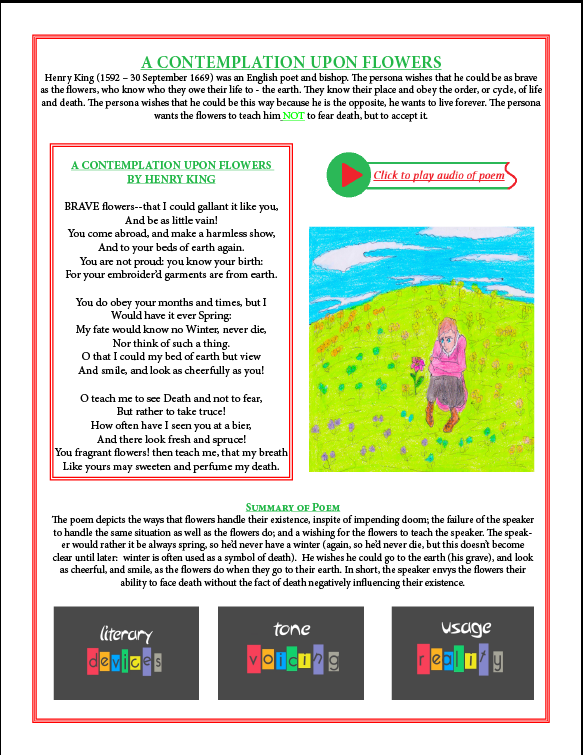 A CONTEMPLATION UPON FLOWERS
Henry King (1592 – 30 September 1669) was an English poet and bishop. The persona wishes that he could be as brave
as the flowers, who know who they owe their life to - the earth. They know their place and obey the order, or cycle, of life
and death. The persona wishes that he could be this way because he is the opposite, he wants to live forever. The persona
wants the flowers to teach him NOT to fear death, but to accept it.
A CONTEMPLATION UPON FLOWERS
BY HENRY KING
BRAVE flowers--that I could gallant it like you,
And be as little vain!
You come abroad, and make a harmless show,
And to your beds of earth again.
You are not proud: you know your birth:
For your embroider'd garments are from earth.
You do obey your months and times, but I
Would have it ever Spring:
My fate would know no Winter, never die,
Nor think of such a thing.
O that I could my bed of earth but view
And smile, and look as cheerfully as you!
O teach me to see Death and not to fear,
But rather to take truce!
How often have I seen you at a bier,
And there look fresh and spruce!
You fragrant flowers! then teach me, that my breath
Like yours may sweeten and perfume my death.
Click to play audio of poem
Summary of Poem
The poem depicts the ways that flowers handle their existence, inspite of impending doom; the failure of the speaker
to handle the same situation as well as the flowers do; and a wishing for the flowers to teach the speaker. The speak-
er would rather it be always spring, so he'd never have a winter (again, so he'd never die, but this doesn't become
clear until later: winter is often used as a symbol of death). He wishes he could go to the earth (his grave), and look
as cheerful, and smile, as the flowers do when they go to their earth. In short, the speaker envys the flowers their
ability to face death without the fact of death negatively influencing their existence.
literary
devices
tone
voicing
usage
reality